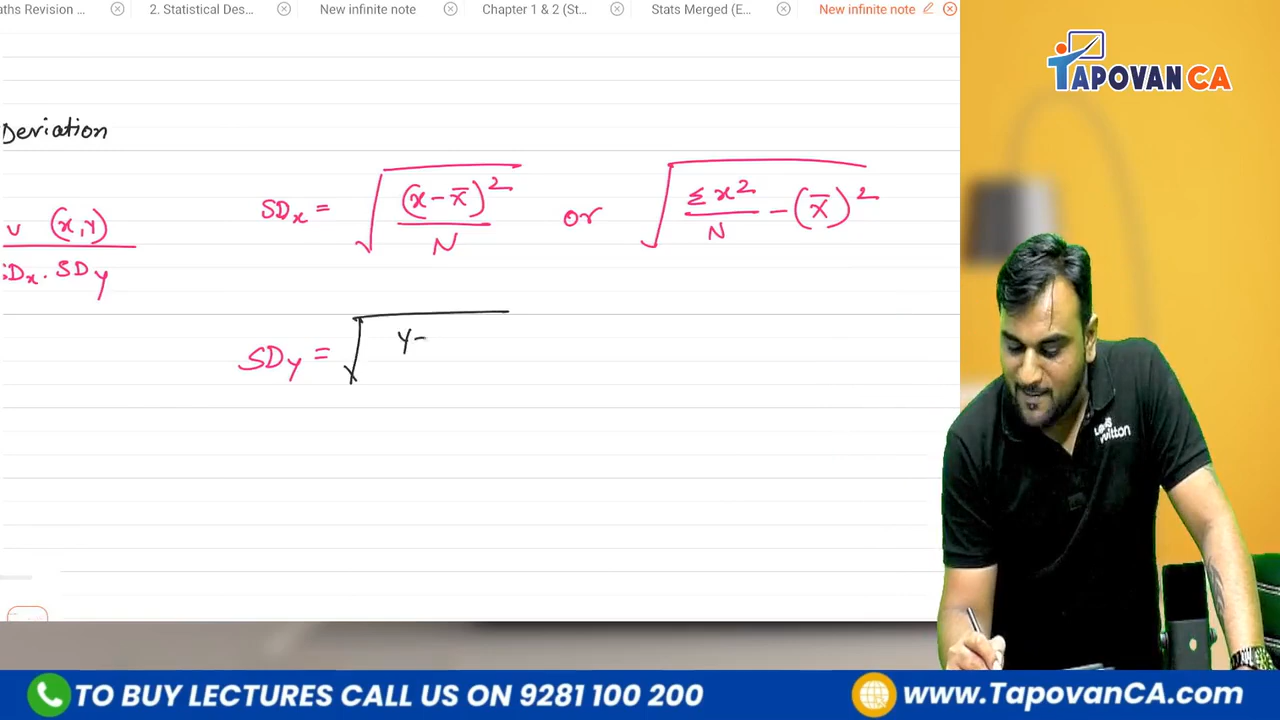 aths Revision ... 2. Statistical Des... New infinite note Chapter 1 & 2 (St... Stats Merged (E... New infinite note
TAPOVAN CA
Deviation
SDx = √((x-x̄)²/N) or √(Σx²/N - (x̄)²)
v (x,y)
SDx. SDy
SDy = √(y-
TO BUY LECTURES CALL US ON 9281 100 200
www.TapovanCA.com